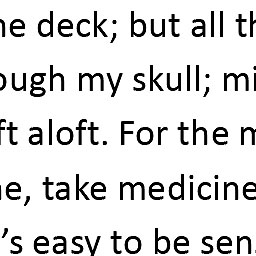 he deck; but all th
ough my skull; mi
ft aloft. For the m
ne, take medicine
’s easy to be sen